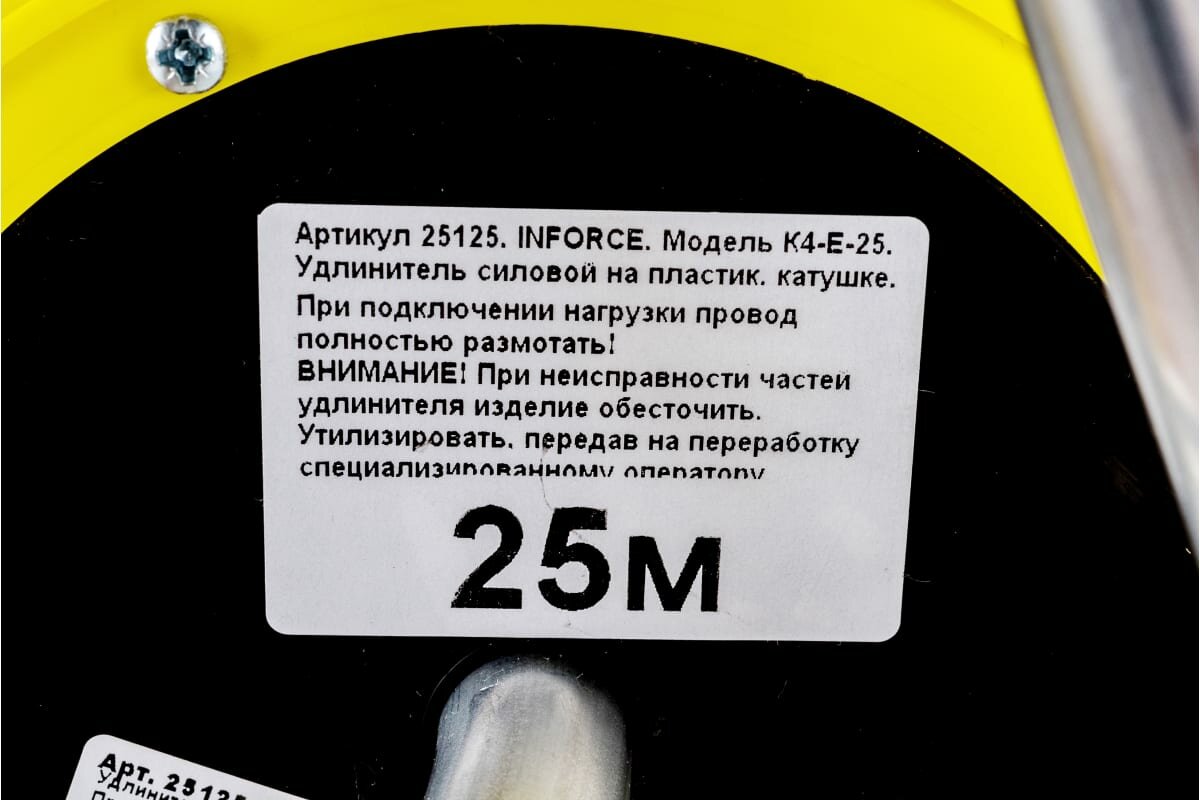 Артикул 25125. INFORCE. Модель К4-Е-25.
Удлинитель силовой на пластик. катушке.
При подключении нагрузки провод
полностью размотать!
ВНИМАНИЕ! При неисправности частей
удлинителя изделие обесточить.
Утилизировать, передав на переработку
специализированному оператору
25м
Арт. 25125